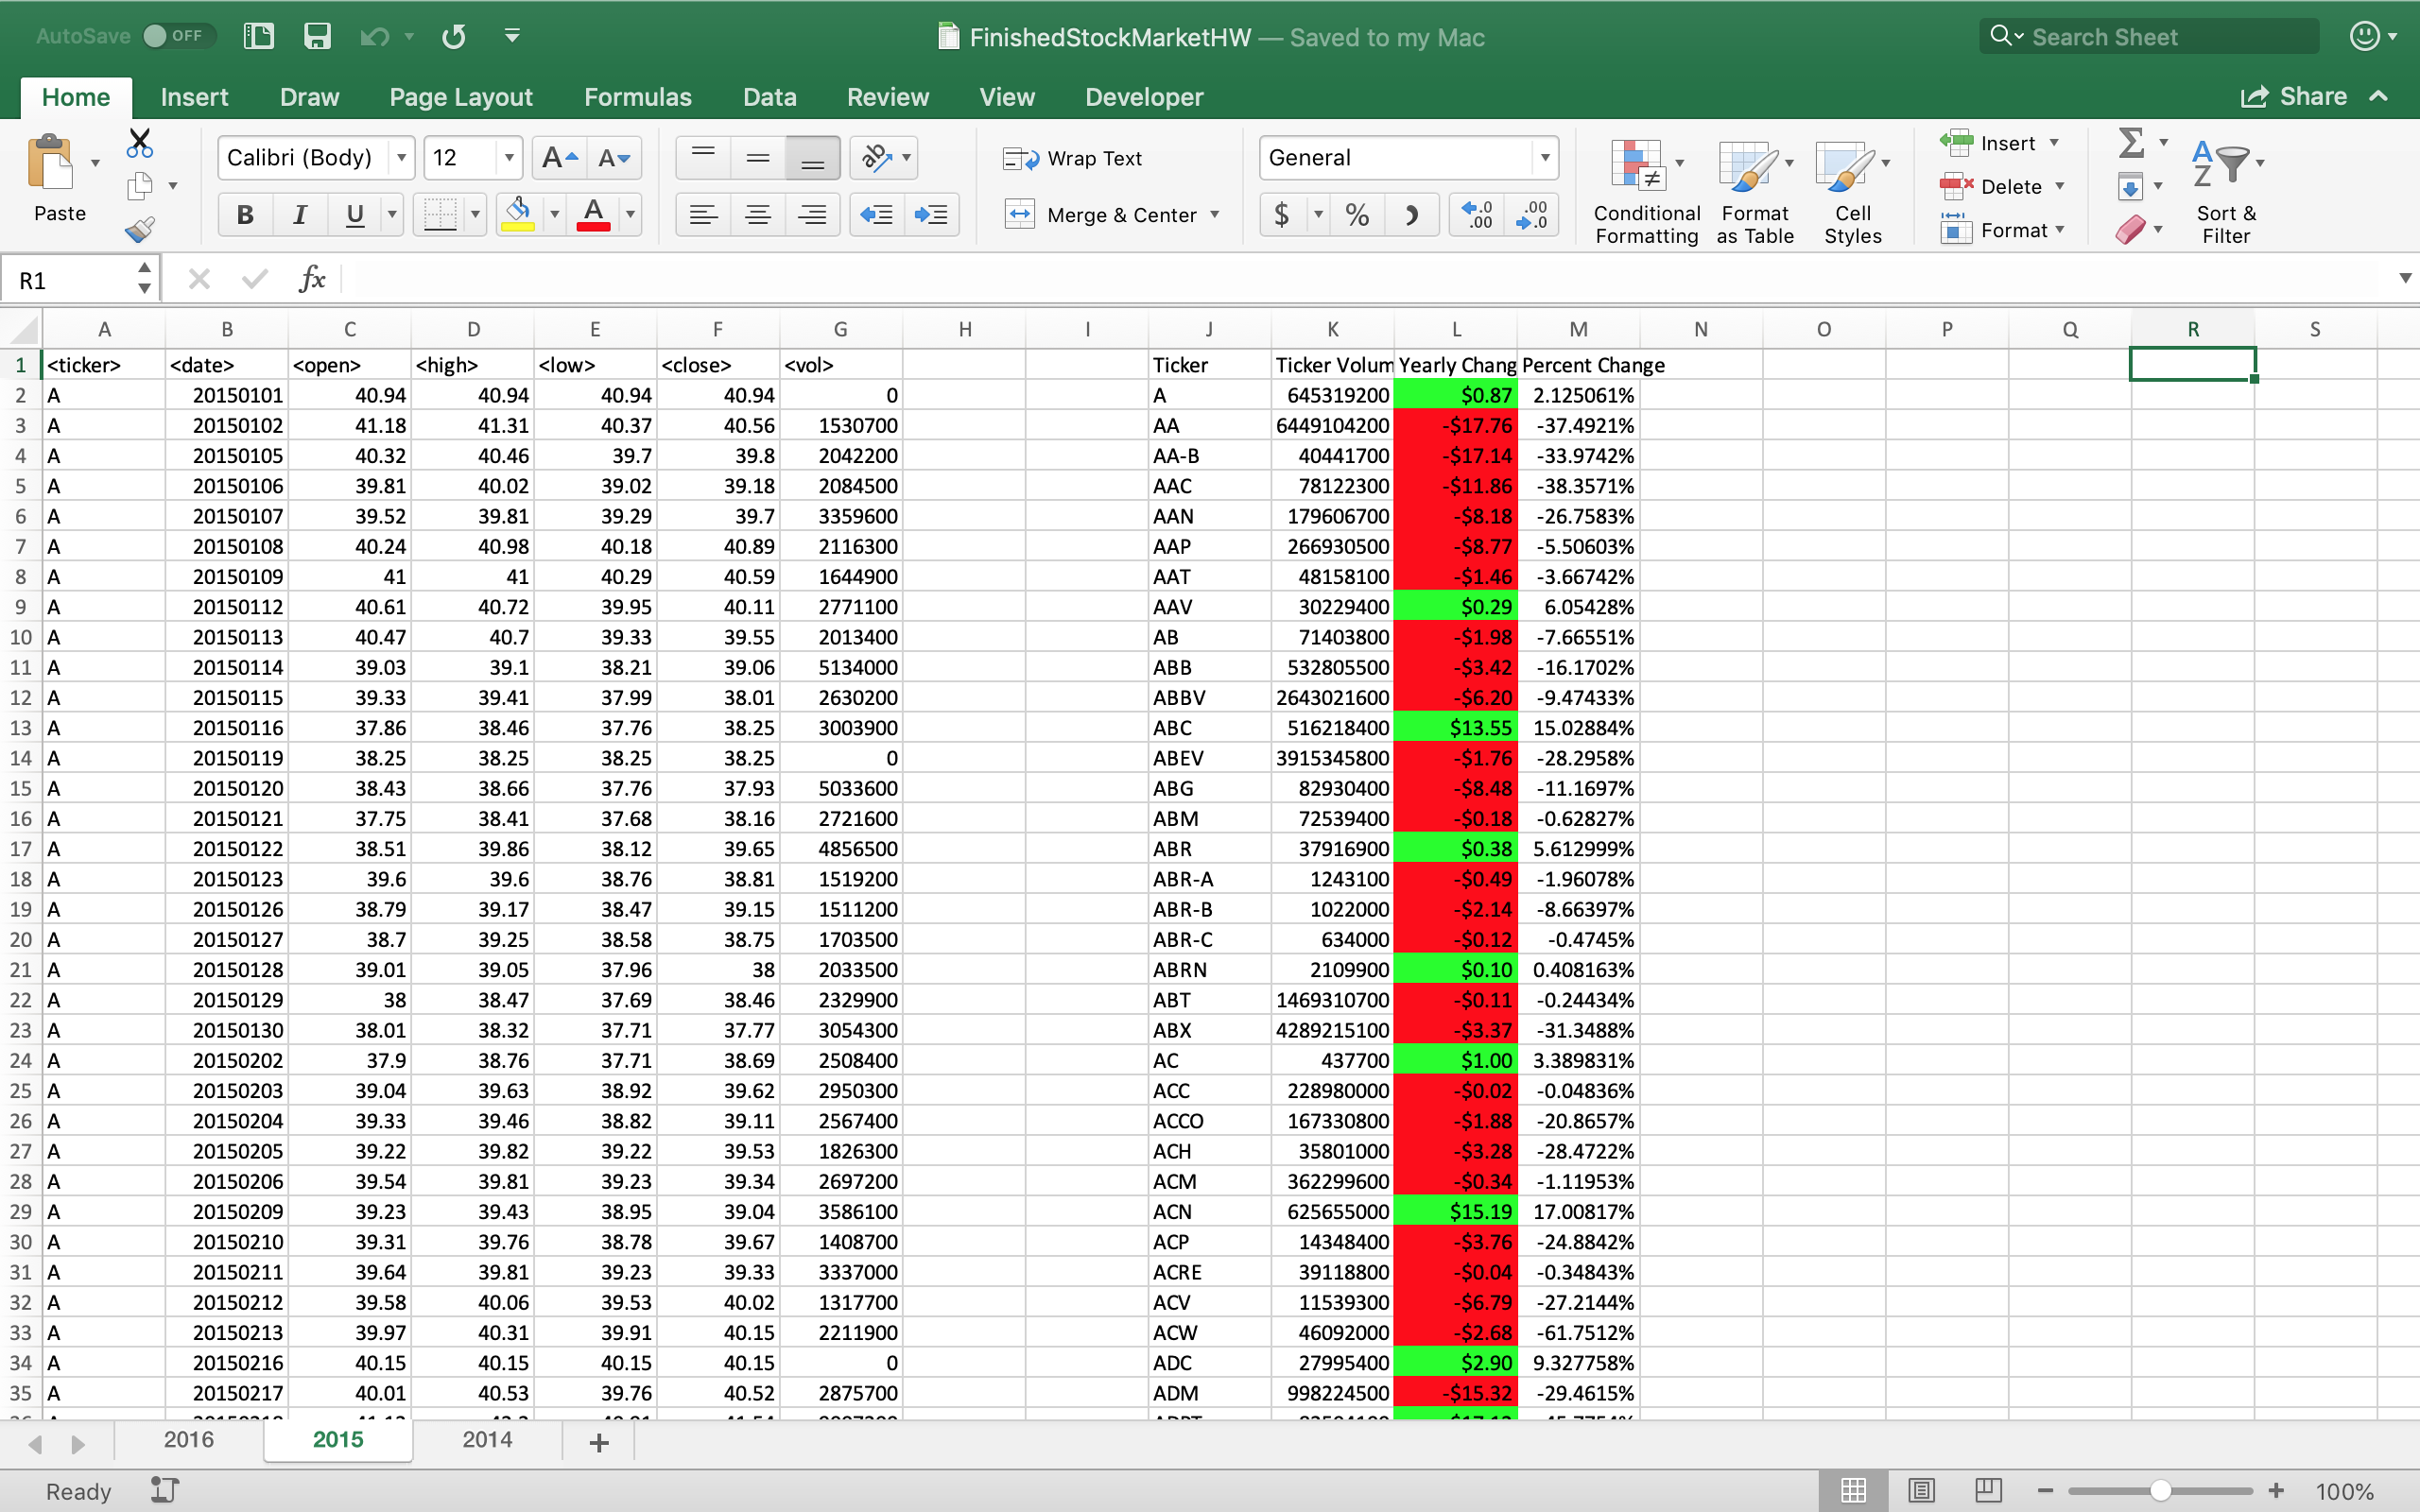 AutoSave OFF FinishedStockMarketHW — Saved to my Mac Search Sheet
Home Insert Draw Page Layout Formulas Data Review View Developer Share
Paste Calibri (Body) 12 A A Wrap Text General Conditional Formatting Format as Table Cell Styles Insert Delete Format Sort & Filter
B I U A Merge & Center $ % .0 .00 .00 .0
R1 fx
A B C D E F G H I J K L M N O P Q R S
1 <ticker> <date> <open> <high> <low> <close> <vol> Ticker Ticker Volum Yearly Chang Percent Change
2 A 20150101 40.94 40.94 40.94 40.94 0 A 645319200 $0.87 2.125061%
3 A 20150102 41.18 41.31 40.37 40.56 1530700 AA 6449104200 -$17.76 -37.4921%
4 A 20150105 40.32 40.46 39.7 39.8 2042200 AA-B 40441700 -$17.14 -33.9742%
5 A 20150106 39.81 40.02 39.02 39.18 2084500 AAC 78122300 -$11.86 -38.3571%
6 A 20150107 39.52 39.81 39.29 39.7 3359600 AAN 179606700 -$8.18 -26.7583%
7 A 20150108 40.24 40.98 40.18 40.89 2116300 AAP 266930500 -$8.77 -5.50603%
8 A 20150109 41 41 40.29 40.59 1644900 AAT 48158100 -$1.46 -3.66742%
9 A 20150112 40.61 40.72 39.95 40.11 2771100 AAV 30229400 $0.29 6.05428%
10 A 20150113 40.47 40.7 39.33 39.55 2013400 AB 71403800 -$1.98 -7.66551%
11 A 20150114 39.03 39.1 38.21 39.06 5134000 ABB 532805500 -$3.42 -16.1702%
12 A 20150115 39.33 39.41 37.99 38.01 2630200 ABBV 2643021600 -$6.20 -9.47433%
13 A 20150116 37.86 38.46 37.76 38.25 3003900 ABC 516218400 $13.55 15.02884%
14 A 20150119 38.25 38.25 38.25 38.25 0 ABEV 3915345800 -$1.76 -28.2958%
15 A 20150120 38.43 38.66 37.76 37.93 5033600 ABG 82930400 -$8.48 -11.1697%
16 A 20150121 37.75 38.41 37.68 38.16 2721600 ABM 72539400 -$0.18 -0.62827%
17 A 20150122 38.51 39.86 38.12 39.65 4856500 ABR 37916900 $0.38 5.612999%
18 A 20150123 39.6 39.6 38.76 38.81 1519200 ABR-A 1243100 -$0.49 -1.96078%
19 A 20150126 38.79 39.17 38.47 39.15 1511200 ABR-B 1022000 -$2.14 -8.66397%
20 A 20150127 38.7 39.25 38.58 38.75 1703500 ABR-C 634000 -$0.12 -0.4745%
21 A 20150128 39.01 39.05 37.96 38 2033500 ABRN 2109900 $0.10 0.408163%
22 A 20150129 38 38.47 37.69 38.46 2329900 ABT 1469310700 -$0.11 -0.24434%
23 A 20150130 38.01 38.32 37.71 37.77 3054300 ABX 4289215100 -$3.37 -31.3488%
24 A 20150202 37.9 38.76 37.71 38.69 2508400 AC 437700 $1.00 3.389831%
25 A 20150203 39.04 39.63 38.92 39.62 2950300 ACC 228980000 -$0.02 -0.04836%
26 A 20150204 39.33 39.46 38.82 39.11 2567400 ACCO 167330800 -$1.88 -20.8657%
27 A 20150205 39.22 39.82 39.22 39.53 1826300 ACH 35801000 -$3.28 -28.4722%
28 A 20150206 39.54 39.81 39.23 39.34 2697200 ACM 362299600 -$0.34 -1.11953%
29 A 20150209 39.23 39.43 38.95 39.04 3586100 ACN 625655000 $15.19 17.00817%
30 A 20150210 39.31 39.76 38.78 39.67 1408700 ACP 14348400 -$3.76 -24.8842%
31 A 20150211 39.64 39.81 39.23 39.33 3337000 ACRE 39118800 -$0.04 -0.34843%
32 A 20150212 39.58 40.06 39.53 40.02 1317700 ACV 11539300 -$6.79 -27.2144%
33 A 20150213 39.97 40.31 39.91 40.15 2211900 ACW 46092000 -$2.68 -61.7512%
34 A 20150216 40.15 40.15 40.15 40.15 0 ADC 27995400 $2.90 9.327758%
35 A 20150217 40.01 40.53 39.76 40.52 2875700 ADM 998224500 -$15.32 -29.4615%
2016 2015 2014
Ready 100%